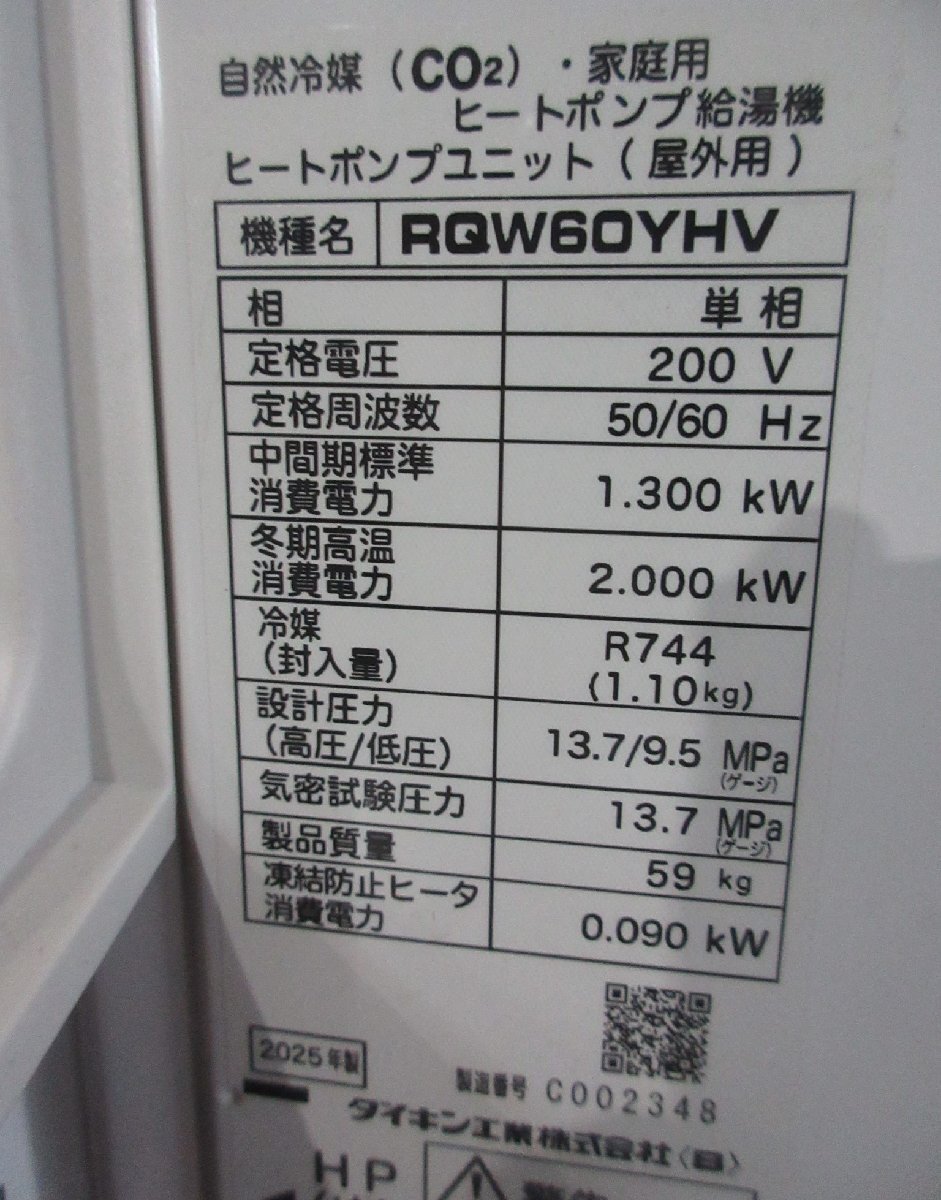 自然冷媒（CO2）・家庭用
ヒートポンプ給湯機
ヒートポンプユニット（屋外用）
機種名 RQW60YHV
相 単相
定格電圧 200 V
定格周波数 50/60 Hz
中間期標準
消費電力 1.300 kW
冬期高温
消費電力 2.000 kW
冷媒 R744
(封入量) (1.10kg)
設計圧力
(高圧/低圧) 13.7/9.5 MPa
(ゲージ)
気密試験圧力 13.7 MPa
(ゲージ)
製品質量 59 kg
凍結防止ヒータ
消費電力 0.090 kW
2025年製
製造番号 C002348
ダイキン工業株式会社〈自〉
HP